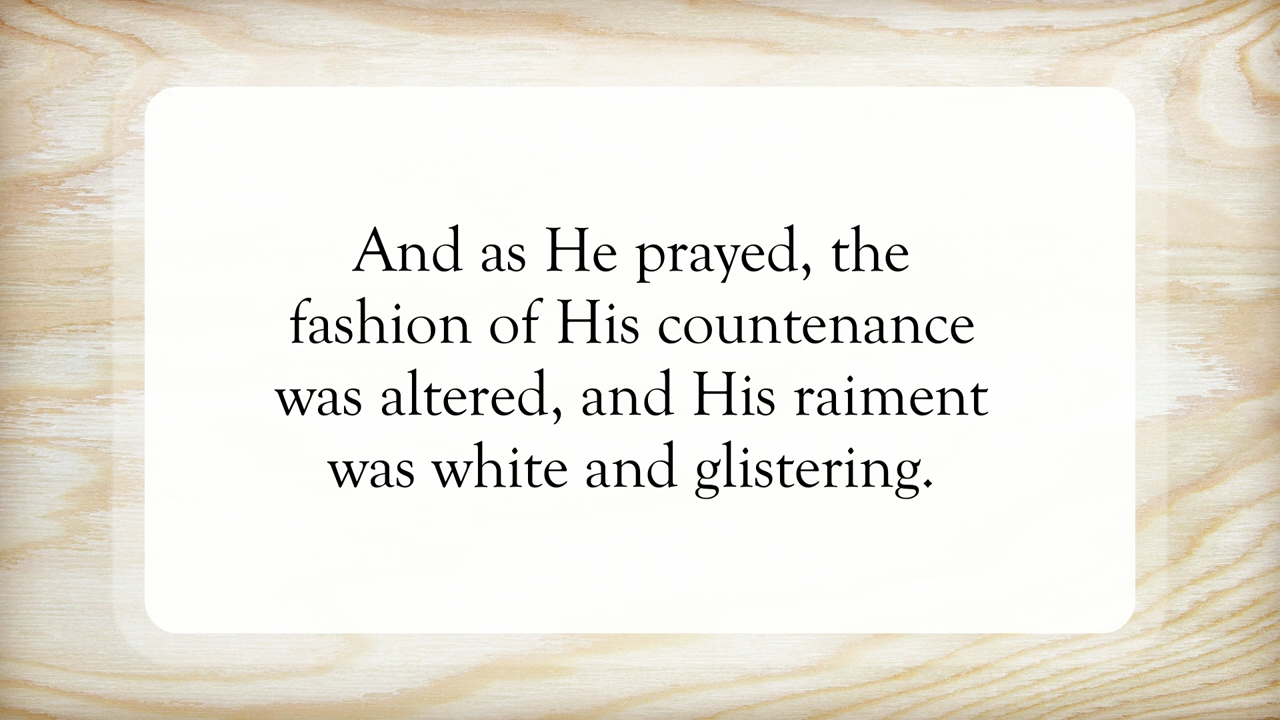 And as He prayed, the
fashion of His countenance
was altered, and His raiment
was white and glistering.